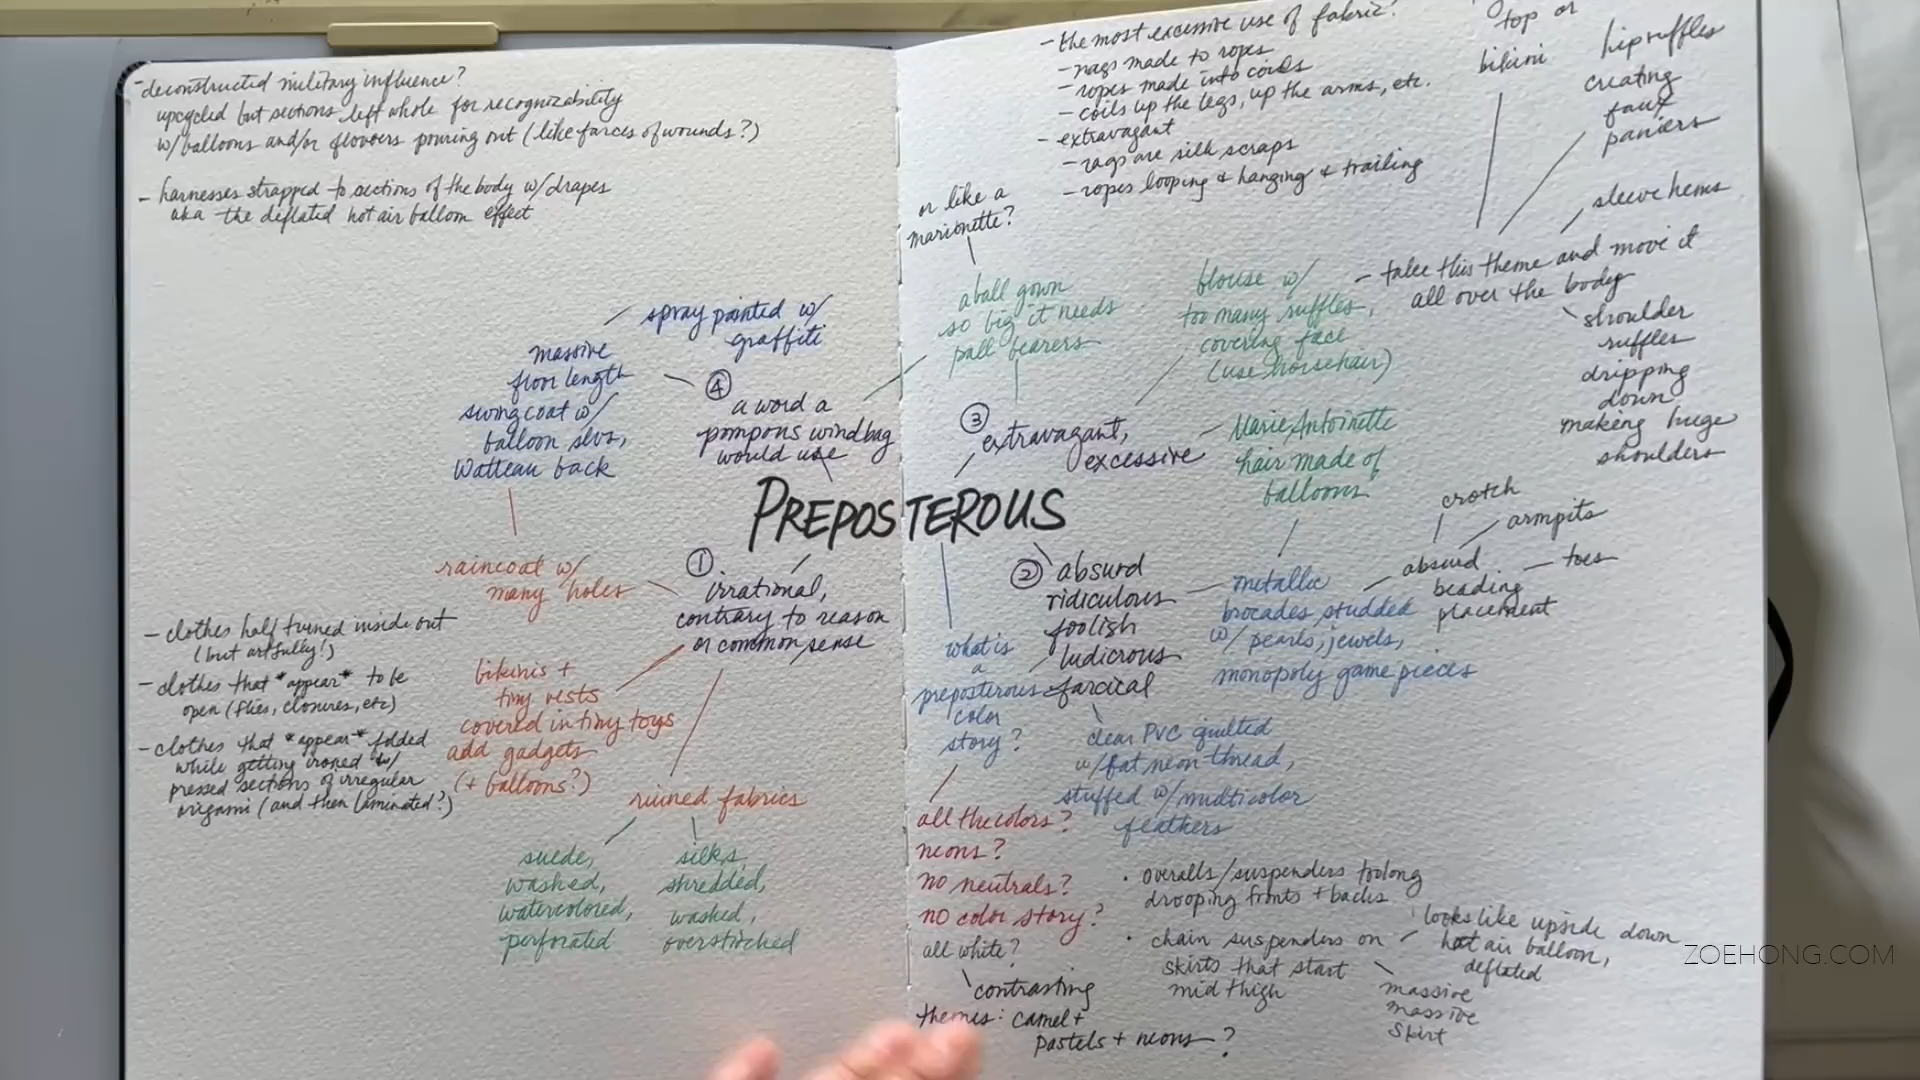 - deconstructed military influence?
upcycled but sections left whole for recognizability
w/balloons and/or flowers pouring out (like farces of wounds?)
- harnesses strapped to sections of the body w/drapes
aka the deflated hot air balloon effect
spray painted w/
graffiti
massive
floor length
swing coat w/
balloon slvs,
Watteau back
④
a word a
pompous windbag
would use
raincoat w/
many holes
①
irrational,
contrary to reason
or common sense
- clothes half turned inside out
(but artfully!)
- clothes that *appear* to be
open (flies, closures, etc)
- clothes that *appear* folded
while getting ironed w/
pressed sections of irregular
origami (and then laminated?)
bikinis +
tiny vests
covered in tiny toys
add gadgets
(+ balloons?)
ruined fabrics
suede,
washed,
watercolored,
perforated
silks,
shredded,
washed,
overstitched
PREPOSTEROUS
- the most excessive use of fabric?
- rags made to ropes
- ropes made into coils
- coils up the legs, up the arms, etc.
- extravagant
- rags are silk scraps
- ropes looping + hanging + trailing
or like a
marionette?
a ball gown
so big it needs
pall bearers
blouse w/
too many ruffles,
covering face
(use horsehair)
top or
bikini
hip ruffles
creating
faux
paniers
sleeve hems
- take this theme and move it
all over the body
shoulder
ruffles
dripping
down
making huge
shoulders
③
extravagant,
excessive
Marie Antoinette
hair made of
balloons
②
absurd
ridiculous
foolish
ludicrous
farcical
metallic
brocades studded
w/ pearls, jewels,
monopoly game pieces
crotch
armpits
toes
absurd
beading
placement
what is
a
preposterous
color
story?
clear PVC quilted
w/fat neon thread,
stuffed w/multicolor
feathers
all the colors?
neons?
no neutrals?
no color story?
all white?
contrasting
themes: camel +
pastels + neons?
• overalls/suspenders too long
drooping fronts + backs
• chain suspenders on
skirts that start
mid thigh
looks like upside down
hot air balloon,
deflated
massive
massive
skirt
ZOEHONG.COM